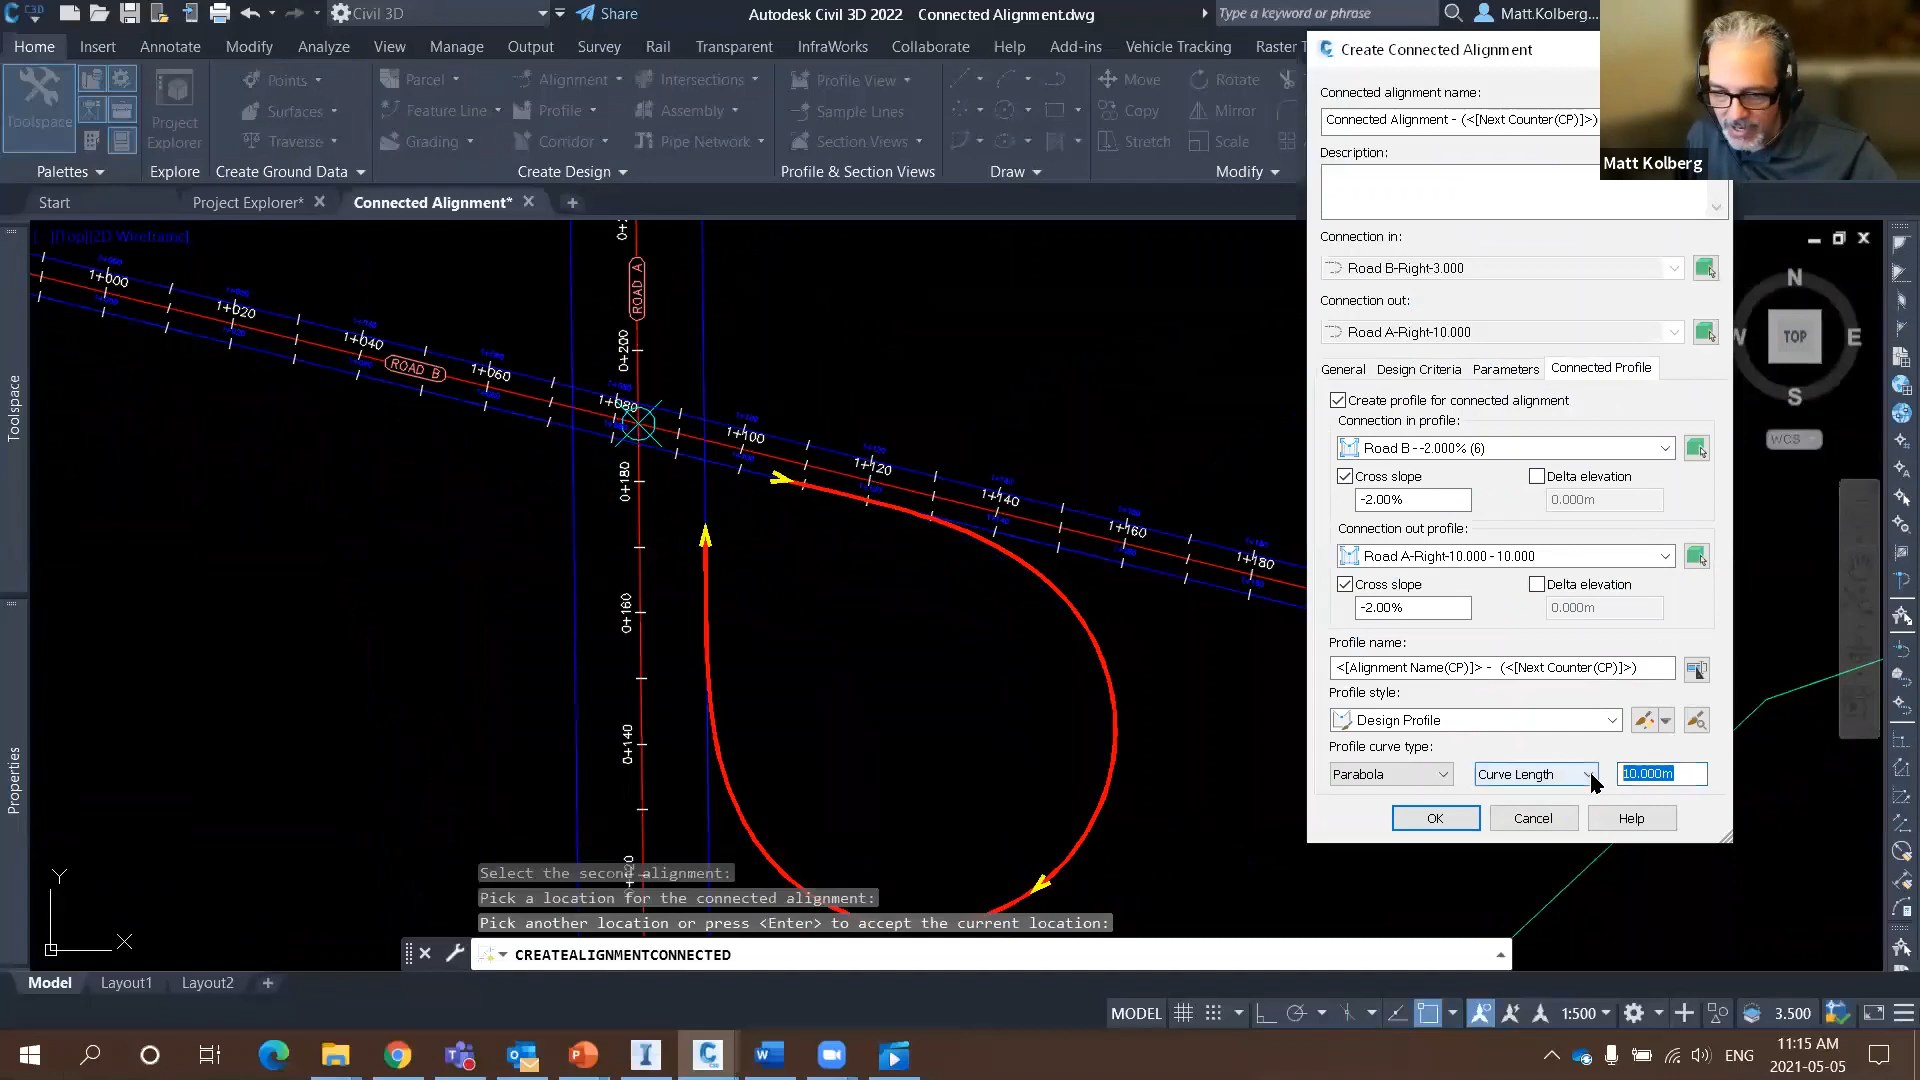 C3D
Civil 3D
Share
Autodesk Civil 3D 2022 Connected Alignment.dwg
Type a keyword or phrase
Matt.Kolberg...
Home Insert Annotate Modify Analyze View Manage Output Survey Rail Transparent InfraWorks Collaborate Help Add-ins Vehicle Tracking Raster T
Toolspace
Project Explorer
Points
Surfaces
Traverse
Parcel
Feature Line
Grading
Alignment
Profile
Corridor
Intersections
Assembly
Pipe Network
Profile View
Sample Lines
Section Views
Move
Copy
Stretch
Rotate
Mirror
Scale
Palettes
Explore
Create Ground Data
Create Design
Profile & Section Views
Draw
Modify
Start
Project Explorer*
Connected Alignment*
[Top][2D Wireframe]
Toolspace
Properties
1+000
1+020
1+040
ROAD B
1+060
1+080
1+100
1+120
1+140
1+160
1+180
ROAD A
0+200
0+180
0+160
0+140
Y
X
Select the second alignment:
Pick a location for the connected alignment:
Pick another location or press <Enter> to accept the current location:
CREATEALIGNMENTCONNECTED
Create Connected Alignment
Connected alignment name:
Connected Alignment - (<[Next Counter(CP)]>)
Description:
Connection in:
Road B-Right-3.000
Connection out:
Road A-Right-10.000
General Design Criteria Parameters Connected Profile
Create profile for connected alignment
Connection in profile:
Road B - -2.000% (6)
Cross slope
Delta elevation
-2.00%
0.000m
Connection out profile:
Road A-Right-10.000 - 10.000
Cross slope
Delta elevation
-2.00%
0.000m
Profile name:
<[Alignment Name(CP)]> - (<[Next Counter(CP)]>)
Profile style:
Design Profile
Profile curve type:
Parabola
Curve Length
10.000m
OK
Cancel
Help
Matt Kolberg
N
W
TOP
E
S
WCS
Model
Layout1
Layout2
MODEL
1:500
3.500
ENG
11:15 AM
2021-05-05